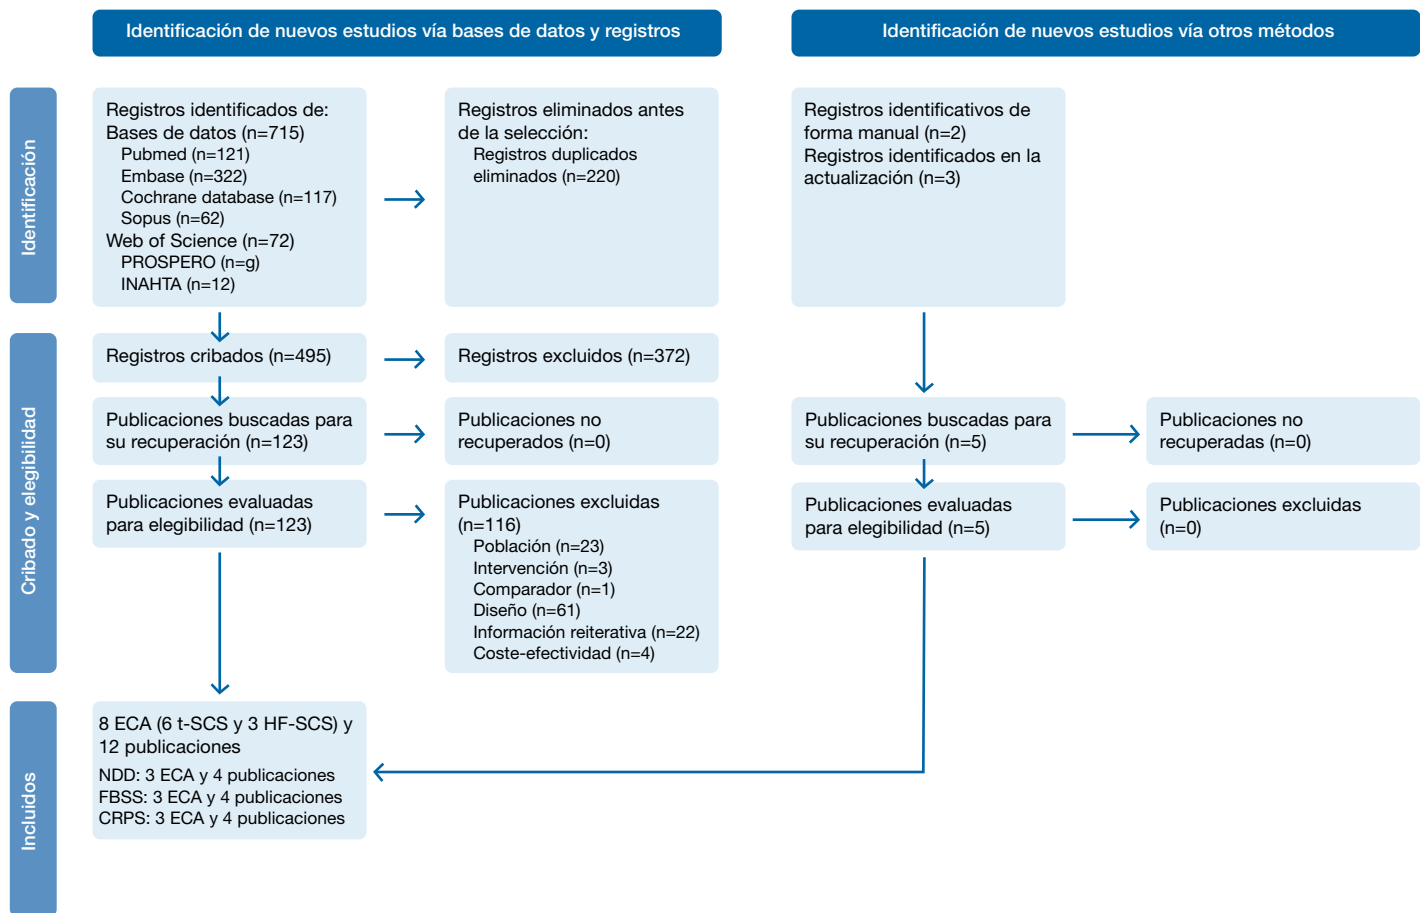 Identificación de nuevos estudios vía bases de datos y registros
Identificación de nuevos estudios vía otros métodos
Identificación
Registros identificados de:
Bases de datos (n=715)
Pubmed (n=121)
Embase (n=322)
Cochrane database (n=117)
Sopus (n=62)
Web of Science (n=72)
PROSPERO (n=g)
INAHTA (n=12)
Registros eliminados antes
de la selección:
Registros duplicados
eliminados (n=220)
Registros identificativos de
forma manual (n=2)
Registros identificados en la
actualización (n=3)
Cribado y elegibilidad
Registros cribados (n=495)
Registros excluidos (n=372)
Publicaciones buscadas para
su recuperación (n=123)
Publicaciones no
recuperados (n=0)
Publicaciones buscadas para
su recuperación (n=5)
Publicaciones no
recuperadas (n=0)
Publicaciones evaluadas
para elegibilidad (n=123)
Publicaciones excluidas
(n=116)
Población (n=23)
Intervención (n=3)
Comparador (n=1)
Diseño (n=61)
Información reiterativa (n=22)
Coste-efectividad (n=4)
Publicaciones evaluadas
para elegibilidad (n=5)
Publicaciones excluidas
(n=0)
Incluidos
8 ECA (6 t-SCS y 3 HF-SCS) y
12 publicaciones
NDD: 3 ECA y 4 publicaciones
FBSS: 3 ECA y 4 publicaciones
CRPS: 3 ECA y 4 publicaciones